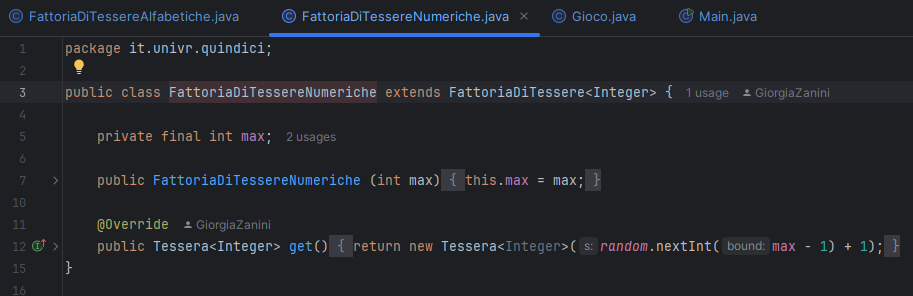 FattoriaDiTessereAlfabetiche.java FattoriaDiTessereNumeriche.java Gioco.java Main.java
1 package it.univr.quindici;
2
3 public class FattoriaDiTessereNumeriche extends FattoriaDiTessere<Integer> { 1 usage GiorgiaZanini
4
5 private final int max; 2 usages
6
7 public FattoriaDiTessereNumeriche (int max) { this.max = max; }
10
11 @Override GiorgiaZanini
12 public Tessera<Integer> get() { return new Tessera<Integer>( s: random.nextInt( bound: max - 1) + 1); }
15 }
16